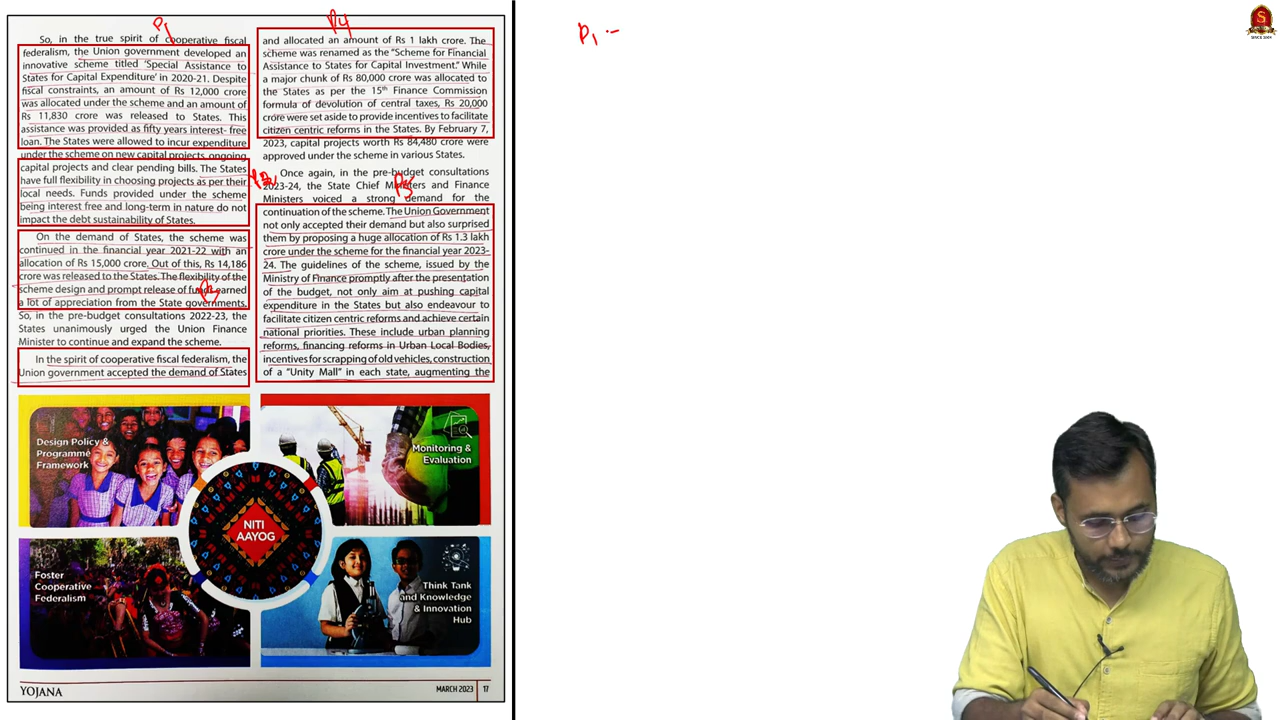 P1
So, in the true spirit of cooperative fiscal
federalism, the Union government developed an
innovative scheme titled 'Special Assistance to
States for Capital Expenditure' in 2020-21. Despite
fiscal constraints, an amount of Rs 12,000 crore
was allocated under the scheme and an amount of
Rs 11,830 crore was released to States. This
assistance was provided as fifty years interest- free
loan. The States were allowed to incur expenditure
under the scheme on new capital projects, ongoing
capital projects and clear pending bills. The States
have full flexibility in choosing projects as per their
local needs. Funds provided under the scheme
being interest free and long-term in nature do not
impact the debt sustainability of States.
P2
On the demand of States, the scheme was
continued in the financial year 2021-22 with an
allocation of Rs 15,000 crore. Out of this, Rs 14,186
crore was released to the States. The flexibility of the
scheme design and prompt release of funds earned
a lot of appreciation from the State governments.
P3
So, in the pre-budget consultations 2022-23, the
States unanimously urged the Union Finance
Minister to continue and expand the scheme.
In the spirit of cooperative fiscal federalism, the
Union government accepted the demand of States
P4
and allocated an amount of Rs 1 lakh crore. The
scheme was renamed as the "Scheme for Financial
Assistance to States for Capital Investment." While
a major chunk of Rs 80,000 crore was allocated to
the States as per the 15th Finance Commission
formula of devolution of central taxes, Rs 20,000
crore were set aside to provide incentives to facilitate
citizen centric reforms in the States. By February 7,
2023, capital projects worth Rs 84,480 crore were
approved under the scheme in various States.
Once again, in the pre-budget consultations
2023-24, the State Chief Ministers and Finance
Ministers voiced a strong demand for the
P5
continuation of the scheme. The Union Government
not only accepted their demand but also surprised
them by proposing a huge allocation of Rs 1.3 lakh
crore under the scheme for the financial year 2023-
24. The guidelines of the scheme, issued by the
Ministry of Finance promptly after the presentation
of the budget, not only aim at pushing capital
expenditure in the States but also endeavour to
facilitate citizen centric reforms and achieve certain
national priorities. These include urban planning
reforms, financing reforms in Urban Local Bodies,
incentives for scrapping of old vehicles, construction
of a "Unity Mall" in each state, augmenting the
Design Policy &
Programme
Framework
Monitoring &
Evaluation
NITI
AAYOG
Foster
Cooperative
Federalism
Think Tank
and Knowledge
& Innovation
Hub
YOJANA
MARCH 2023 17
P1 :-
S
SINCE 2004